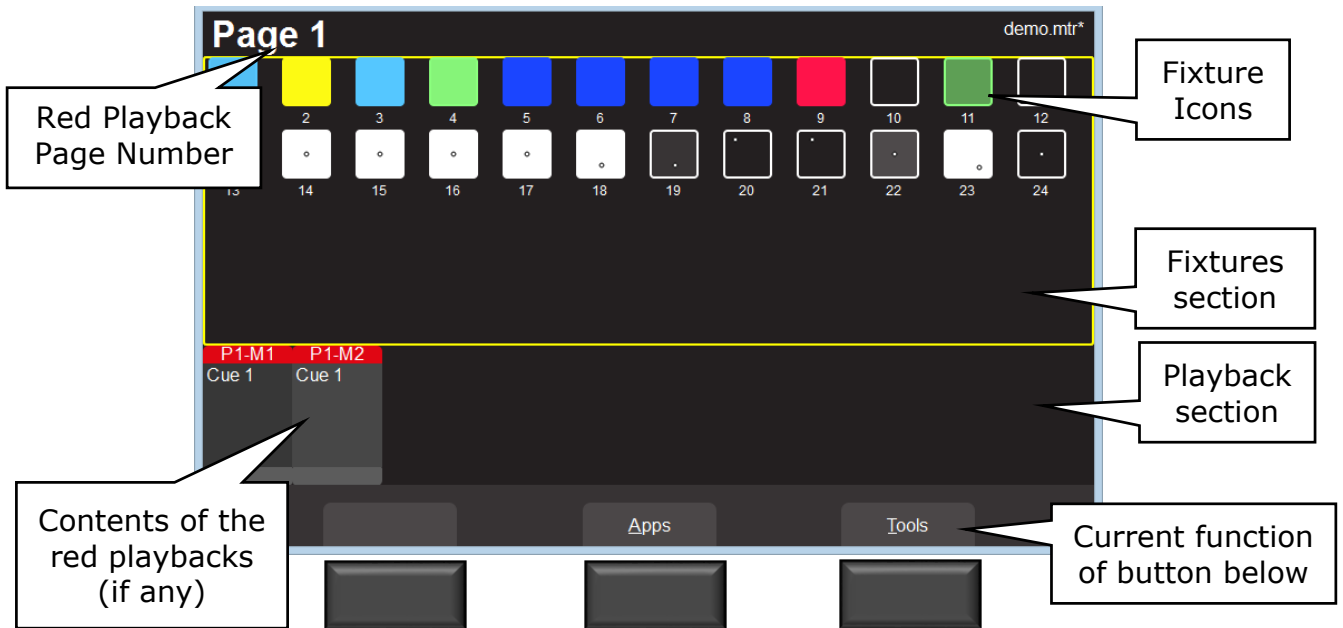 Page 1
demo.mtr*
Fixture
Icons
Red Playback
Page Number
2 3 4 5 6 7 8 9 10 11 12
13 14 15 16 17 18 19 20 21 22 23 24
Fixtures
section
P1-M1 P1-M2
Cue 1 Cue 1
Playback
section
Contents of the
red playbacks
(if any)
Apps
Tools
Current function
of button below